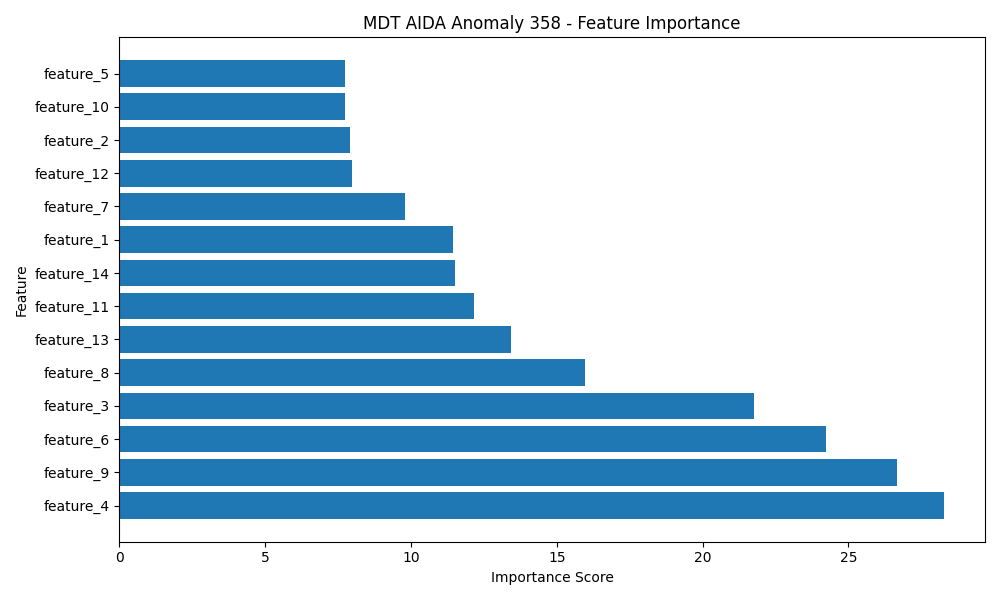 MDT AIDA Anomaly 358 - Feature Importance
feature_5
feature_10
feature_2
feature_12
feature_7
feature_1
feature_14
feature_11
feature_13
feature_8
feature_3
feature_6
feature_9
feature_4
Feature
0 5 10 15 20 25
Importance Score